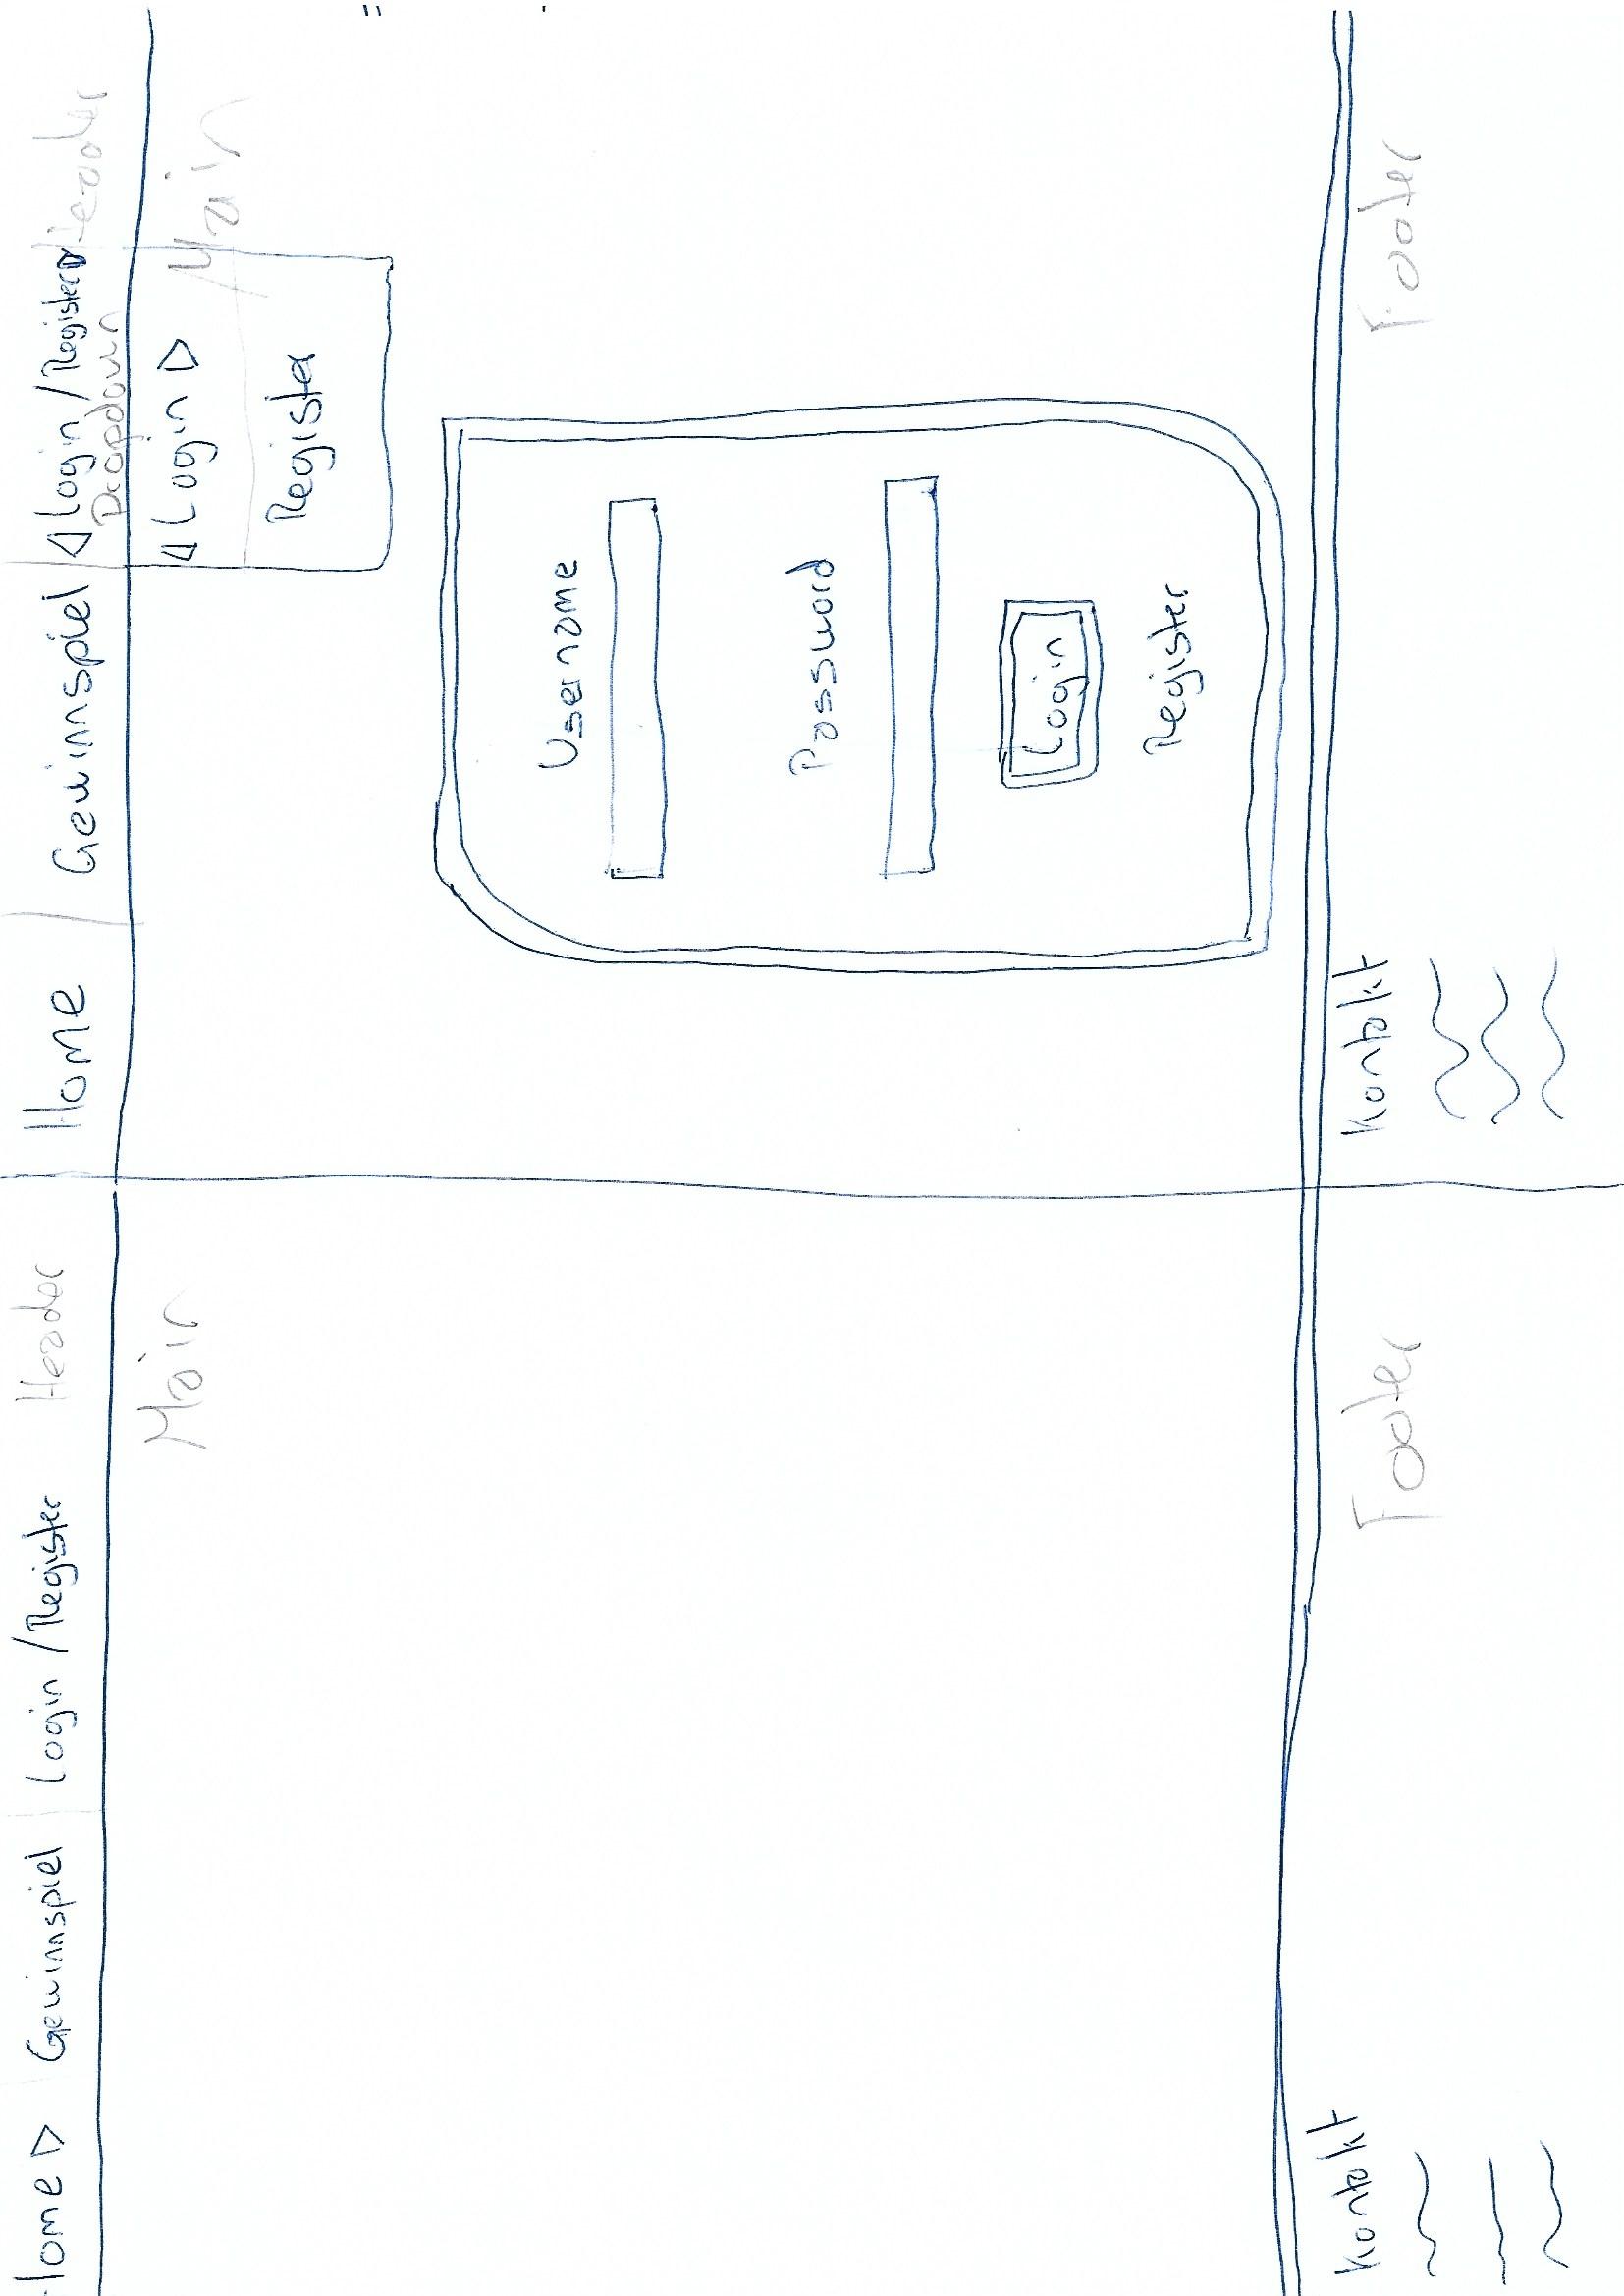 Home Gewinnspiel Login / Register Header
Main
Kontakt
Footer
Home Gewinnspiel Login / Register Header
Dropdown
Login
Main
Register
Username
Password
Login
Register
Kontakt
Footer